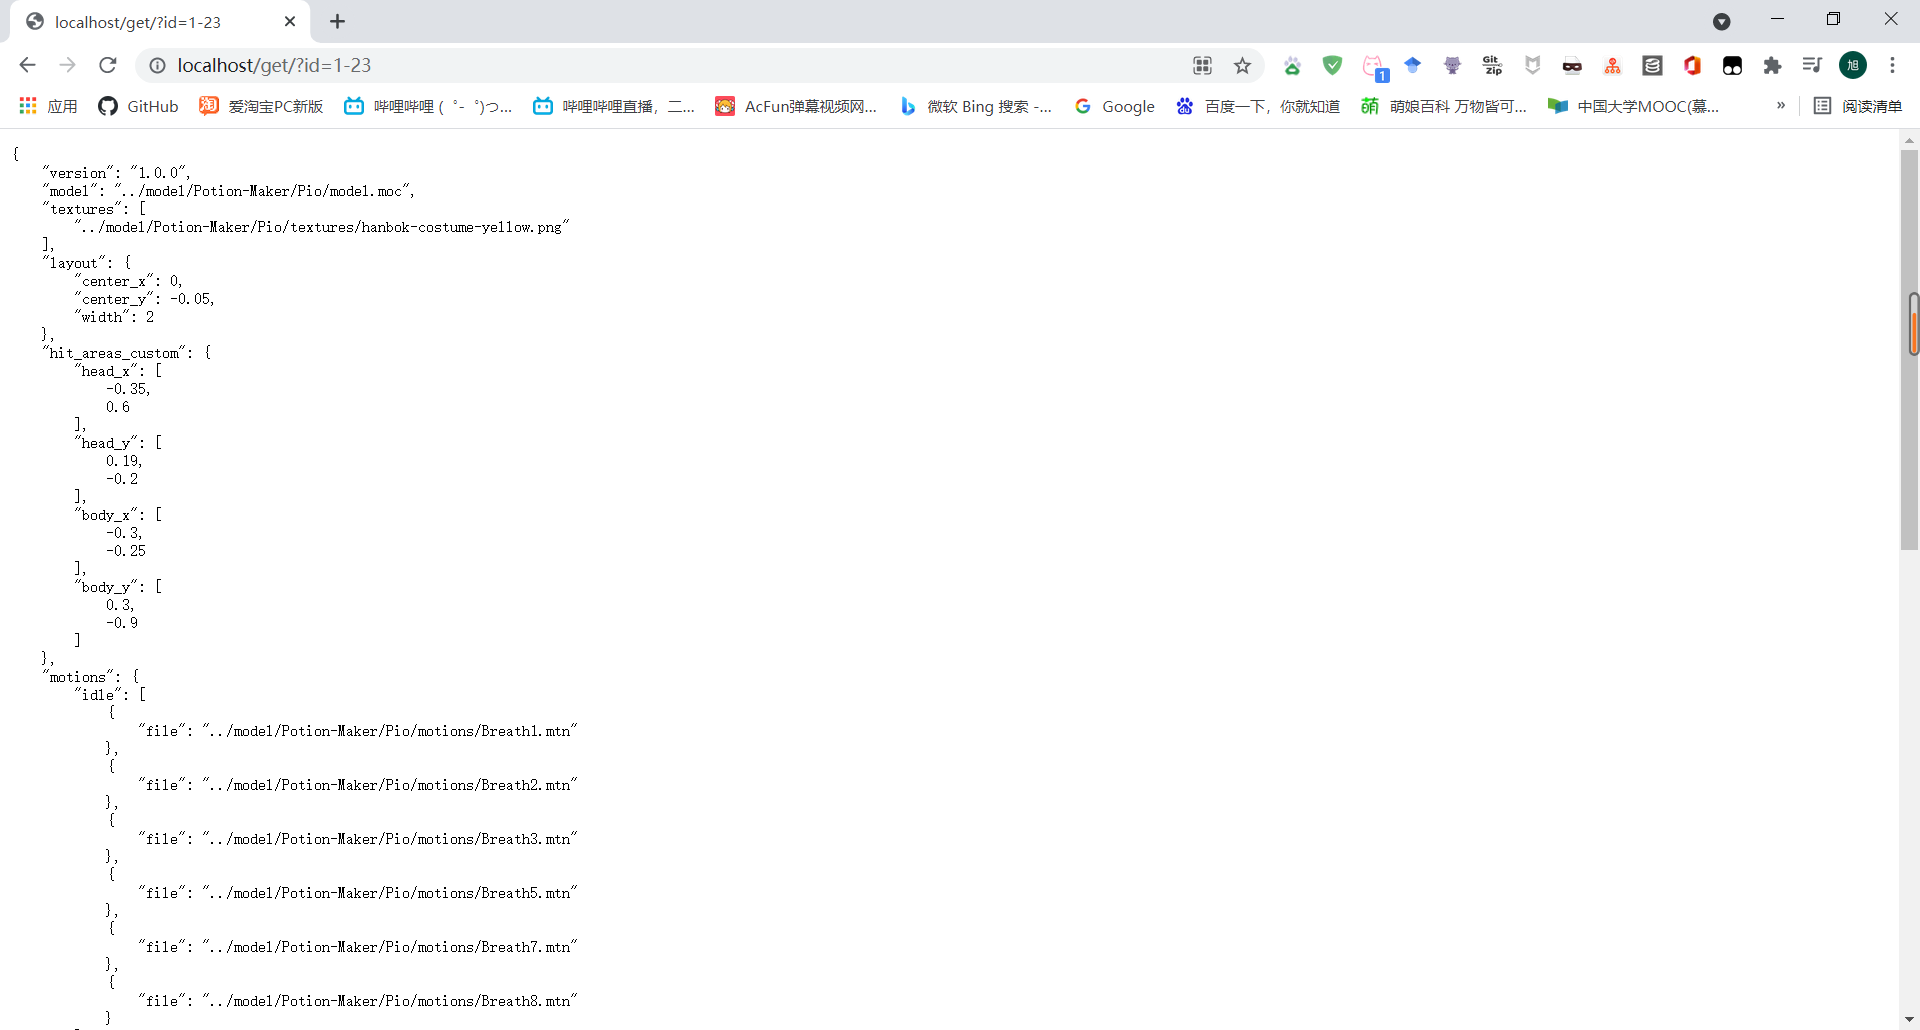 localhost/get/?id=1-23
localhost/get/?id=1-23
1
Git
Zip
旭
应用
GitHub
淘
爱淘宝PC新版
哔哩哔哩 ( ゜- ゜)つ...
哔哩哔哩直播，二...
AcFun弹幕视频网...
微软 Bing 搜索 -...
Google
百度一下，你就知道
萌
萌娘百科 万物皆可...
中国大学MOOC(慕...
»
阅读清单
{
"version": "1.0.0",
"model": "../model/Potion-Maker/Pio/model.moc",
"textures": [
"../model/Potion-Maker/Pio/textures/hanbok-costume-yellow.png"
],
"layout": {
"center_x": 0,
"center_y": -0.05,
"width": 2
},
"hit_areas_custom": {
"head_x": [
-0.35,
0.6
],
"head_y": [
0.19,
-0.2
],
"body_x": [
-0.3,
-0.25
],
"body_y": [
0.3,
-0.9
]
},
"motions": {
"idle": [
{
"file": "../model/Potion-Maker/Pio/motions/Breath1.mtn"
},
{
"file": "../model/Potion-Maker/Pio/motions/Breath2.mtn"
},
{
"file": "../model/Potion-Maker/Pio/motions/Breath3.mtn"
},
{
"file": "../model/Potion-Maker/Pio/motions/Breath5.mtn"
},
{
"file": "../model/Potion-Maker/Pio/motions/Breath7.mtn"
},
{
"file": "../model/Potion-Maker/Pio/motions/Breath8.mtn"
}